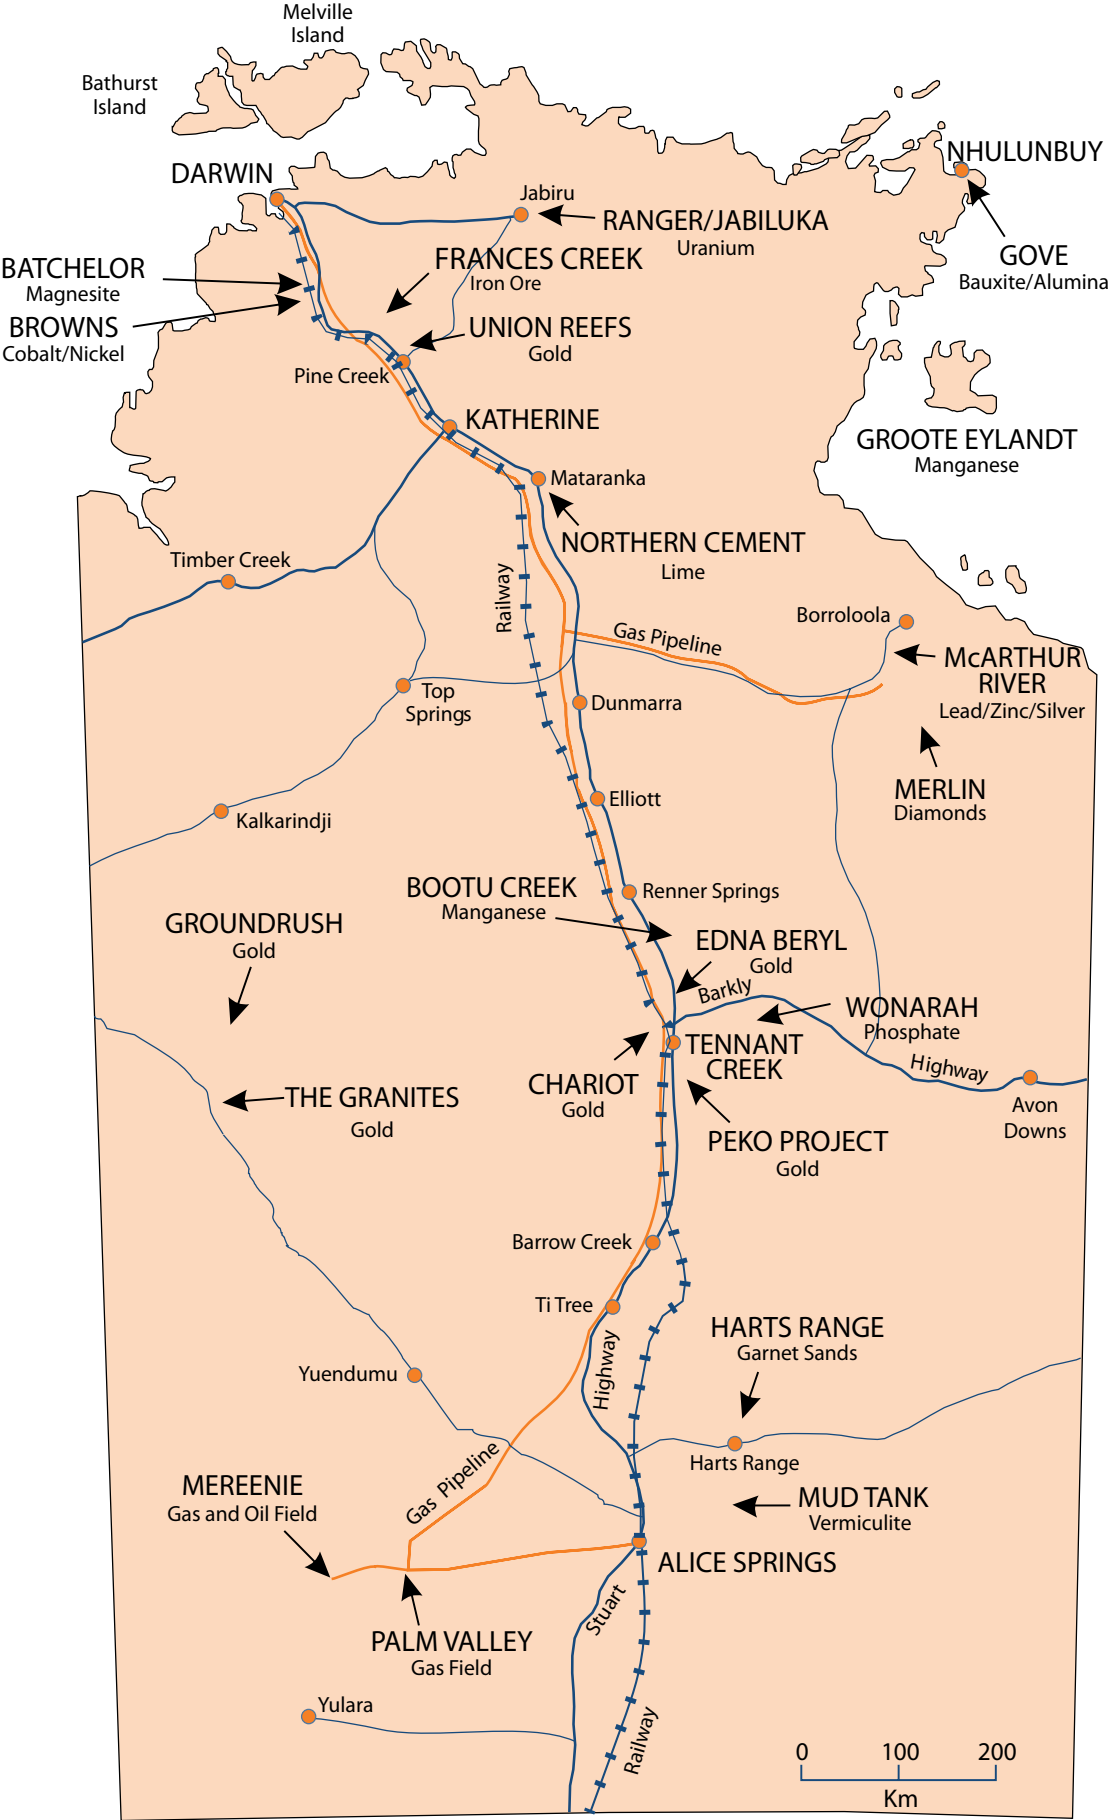 Melville
Island
Bathurst
Island
DARWIN
NHULUNBUY
Jabiru
RANGER/JABILUKA
Uranium
GOVE
Bauxite/Alumina
BATCHELOR
Magnesite
FRANCES CREEK
Iron Ore
BROWNS
Cobalt/Nickel
UNION REEFS
Gold
Pine Creek
KATHERINE
GROOTE EYLANDT
Manganese
Mataranka
NORTHERN CEMENT
Lime
Timber Creek
Railway
Borroloola
Gas Pipeline
McARTHUR
RIVER
Lead/Zinc/Silver
Top
Springs
Dunmarra
MERLIN
Diamonds
Elliott
Kalkarindji
BOOTU CREEK
Manganese
Renner Springs
GROUNDRUSH
Gold
EDNA BERYL
Gold
Barkly
WONARAH
Phosphate
TENNANT
CREEK
Highway
CHARIOT
Gold
THE GRANITES
Gold
Avon
Downs
PEKO PROJECT
Gold
Barrow Creek
Ti Tree
HARTS RANGE
Garnet Sands
Highway
Yuendumu
Harts Range
Gas Pipeline
MEREENIE
Gas and Oil Field
MUD TANK
Vermiculite
ALICE SPRINGS
Stuart
PALM VALLEY
Gas Field
Yulara
Railway
0 100 200
Km